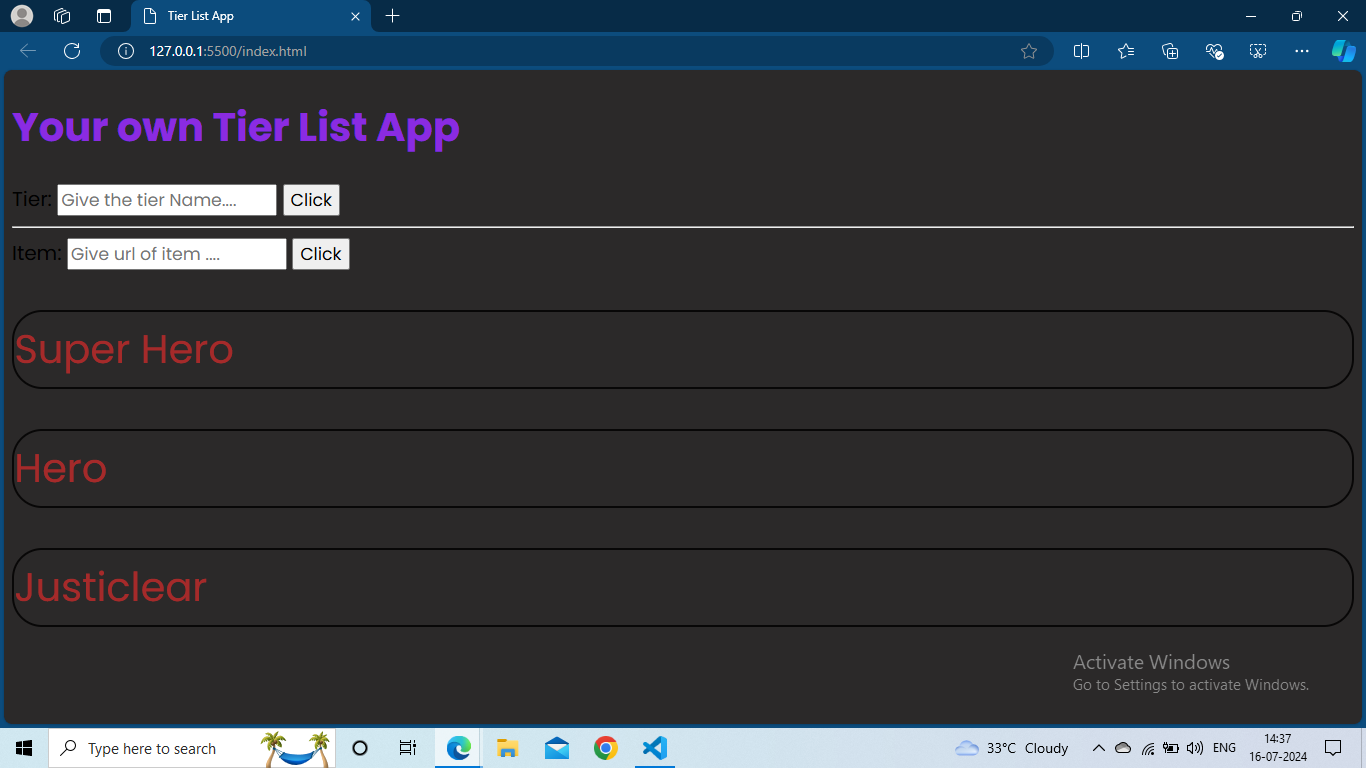 Tier List App
127.0.0.1:5500/index.html
Your own Tier List App
Tier: Give the tier Name.... Click
Item: Give url of item .... Click
Super Hero
Hero
Justiclear
Activate Windows
Go to Settings to activate Windows.
Type here to search
33°C Cloudy
ENG
14:37
16-07-2024